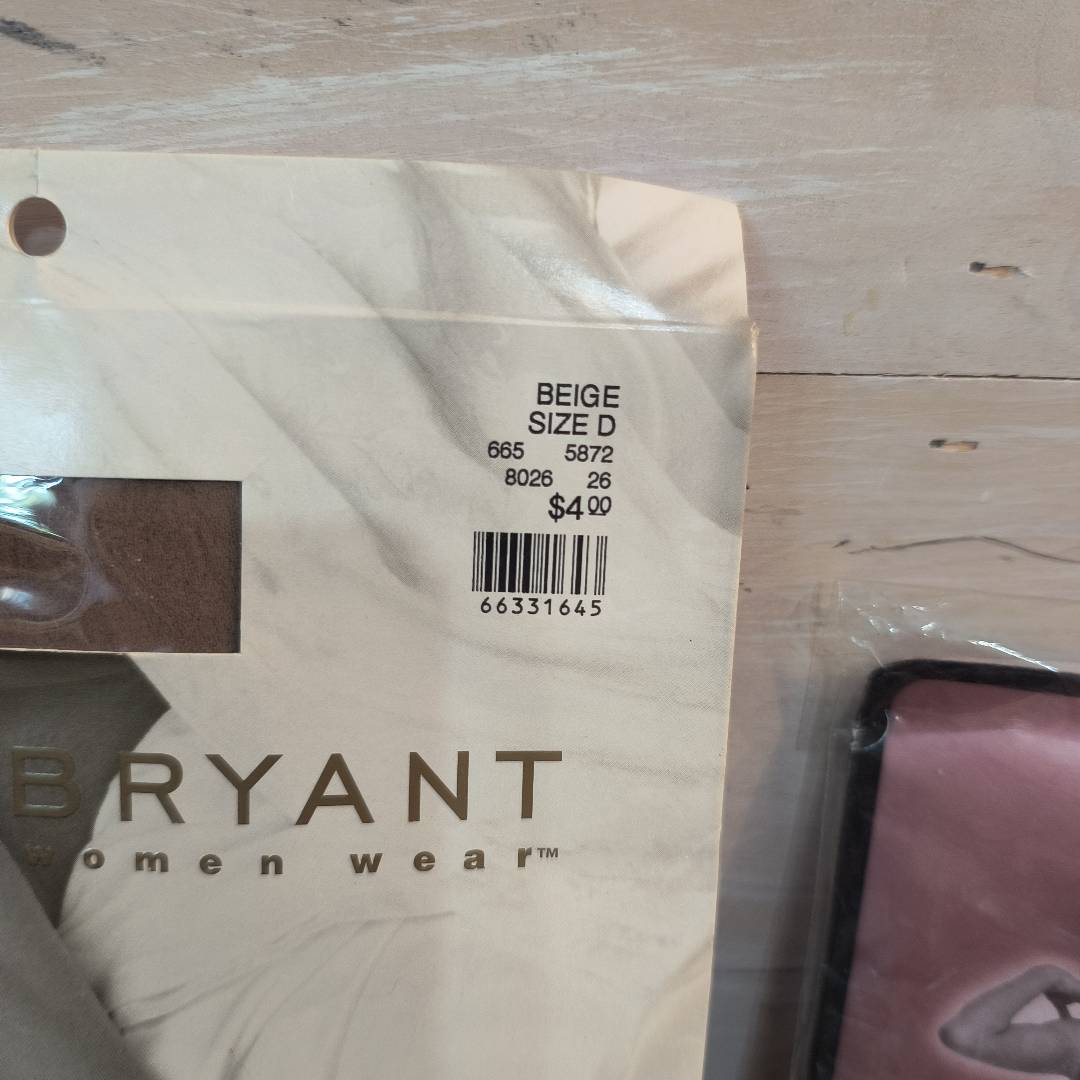 BEIGE
SIZE D
665 5872
8026 26
$4.00
66331645
BRYANT
women wear™